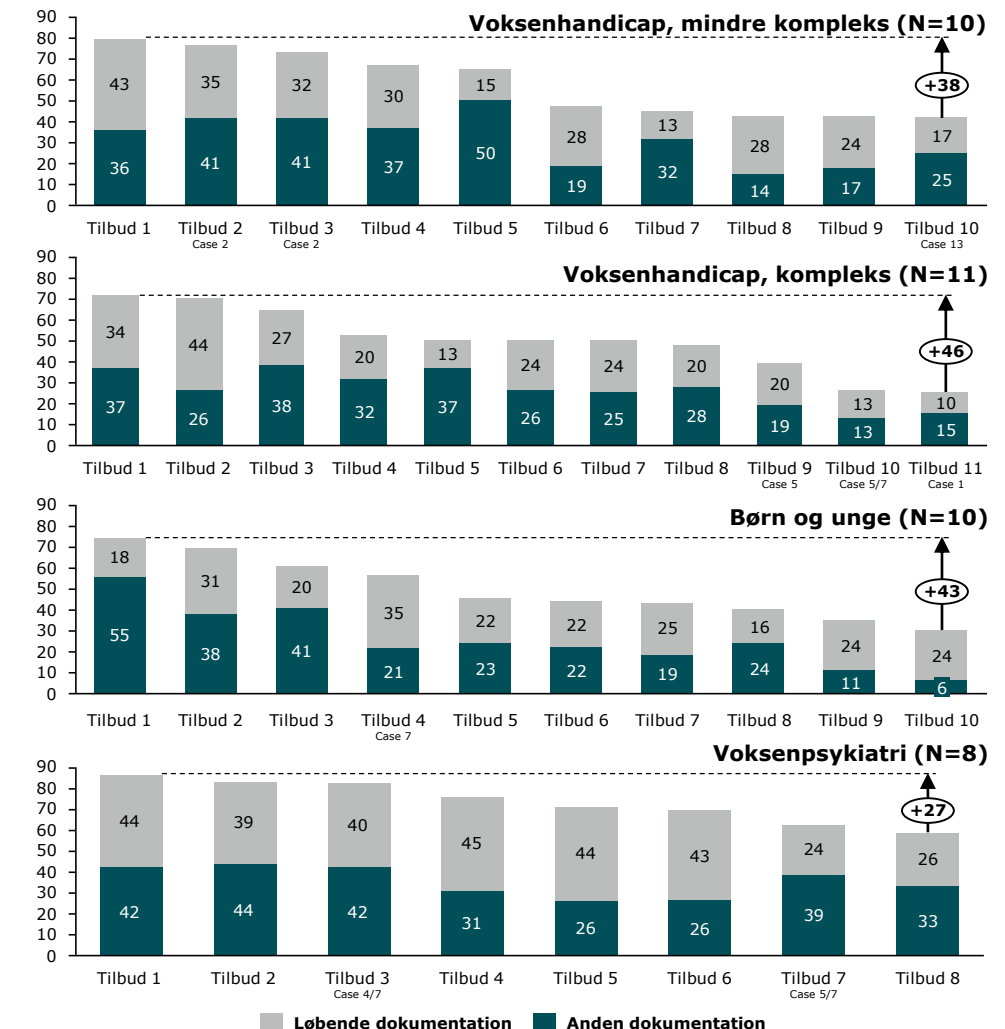 Voksenhandicap, mindre kompleks (N=10)
90
80
70
60
50
40
30
20
10
0
43 35 32 30 15 28 13 28 24 17
36 41 41 37 50 19 32 14 17 25
+38
Tilbud 1 Tilbud 2 Tilbud 3 Tilbud 4 Tilbud 5 Tilbud 6 Tilbud 7 Tilbud 8 Tilbud 9 Tilbud 10
Case 2 Case 2 Case 13
Voksenhandicap, kompleks (N=11)
90
80
70
60
50
40
30
20
10
0
34 44 27 20 13 24 24 20 20 13 10
37 26 38 32 37 26 25 28 19 13 15
+46
Tilbud 1 Tilbud 2 Tilbud 3 Tilbud 4 Tilbud 5 Tilbud 6 Tilbud 7 Tilbud 8 Tilbud 9 Tilbud 10 Tilbud 11
Case 5 Case 5/7 Case 1
Børn og unge (N=10)
90
80
70
60
50
40
30
20
10
0
18 31 20 35 22 22 25 16 24 24
55 38 41 21 23 22 19 24 11 6
+43
Tilbud 1 Tilbud 2 Tilbud 3 Tilbud 4 Tilbud 5 Tilbud 6 Tilbud 7 Tilbud 8 Tilbud 9 Tilbud 10
Case 7
Voksenpsykiatri (N=8)
90
80
70
60
50
40
30
20
10
0
44 39 40 45 44 43 24 26
42 44 42 31 26 26 39 33
+27
Tilbud 1 Tilbud 2 Tilbud 3 Tilbud 4 Tilbud 5 Tilbud 6 Tilbud 7 Tilbud 8
Case 4/7 Case 5/7
Løbende dokumentation Anden dokumentation